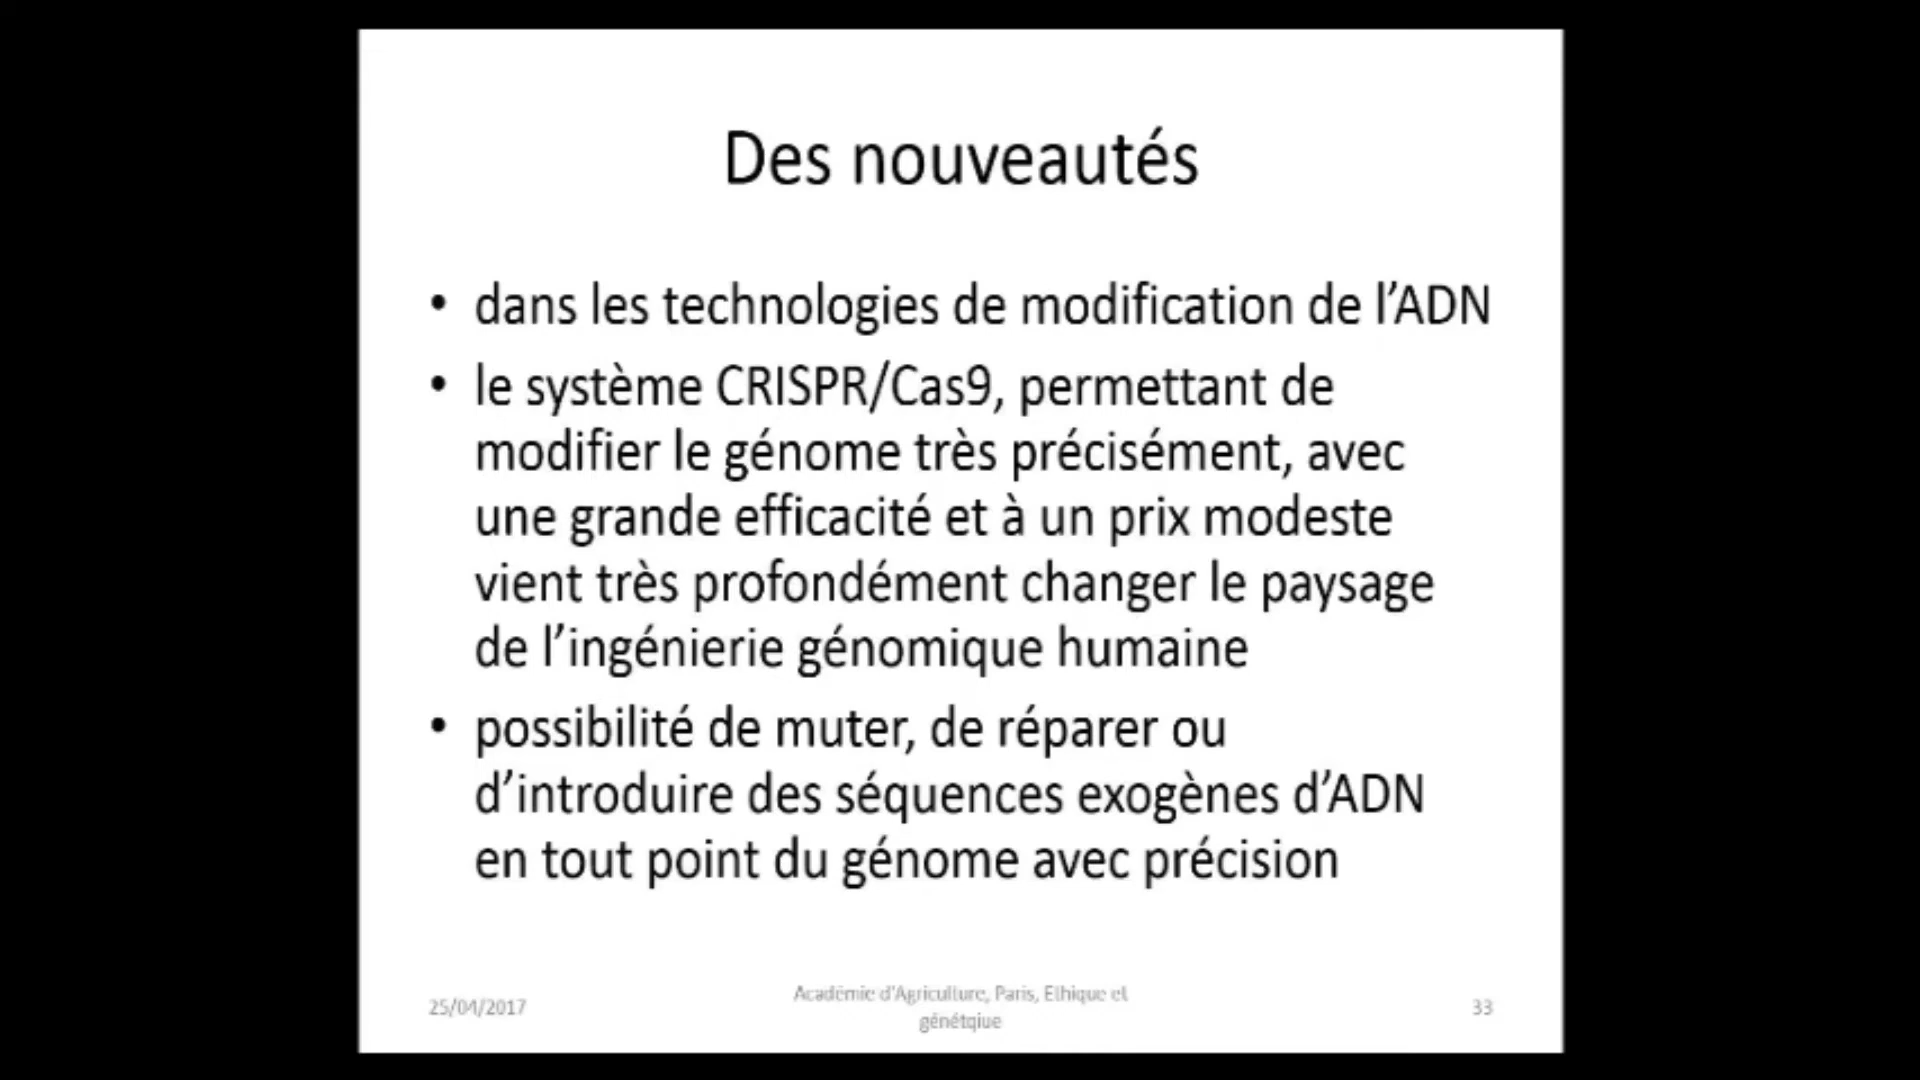 Des nouveautés
• dans les technologies de modification de l’ADN
• le système CRISPR/Cas9, permettant de
modifier le génome très précisément, avec
une grande efficacité et à un prix modeste
vient très profondément changer le paysage
de l’ingénierie génomique humaine
• possibilité de muter, de réparer ou
d’introduire des séquences exogènes d’ADN
en tout point du génome avec précision
25/04/2017
Académie d'Agriculture, Paris, Ethique et
génétqiue
33